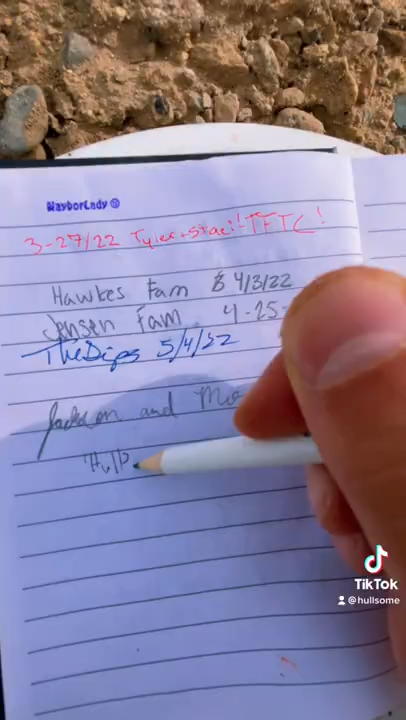 NayborLady ☺
3-27/22 Tyler + Staci! TFTC!
Hawkes Fam & 4/3/22
Jensen Fam 4-25-
TheDips 5/4/22
Jackson and
TikTok
@hullsome